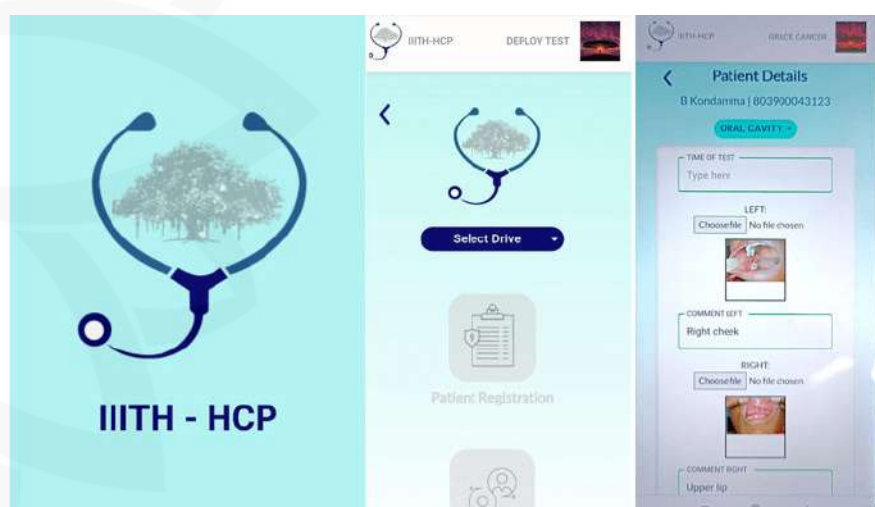 IIITH - HCP
IIITH-HCP
DEPLOY TEST
Select Drive
Patient Registration
IIITH-HCP
GRACE CANCER
Patient Details
B Kondamma | 803900043123
ORAL CAVITY
TIME OF TEST
Type here
LEFT:
Choose file No file chosen
COMMENT LEFT
Right cheek
RIGHT:
Choose file No file chosen
COMMENT RIGHT
Upper lip